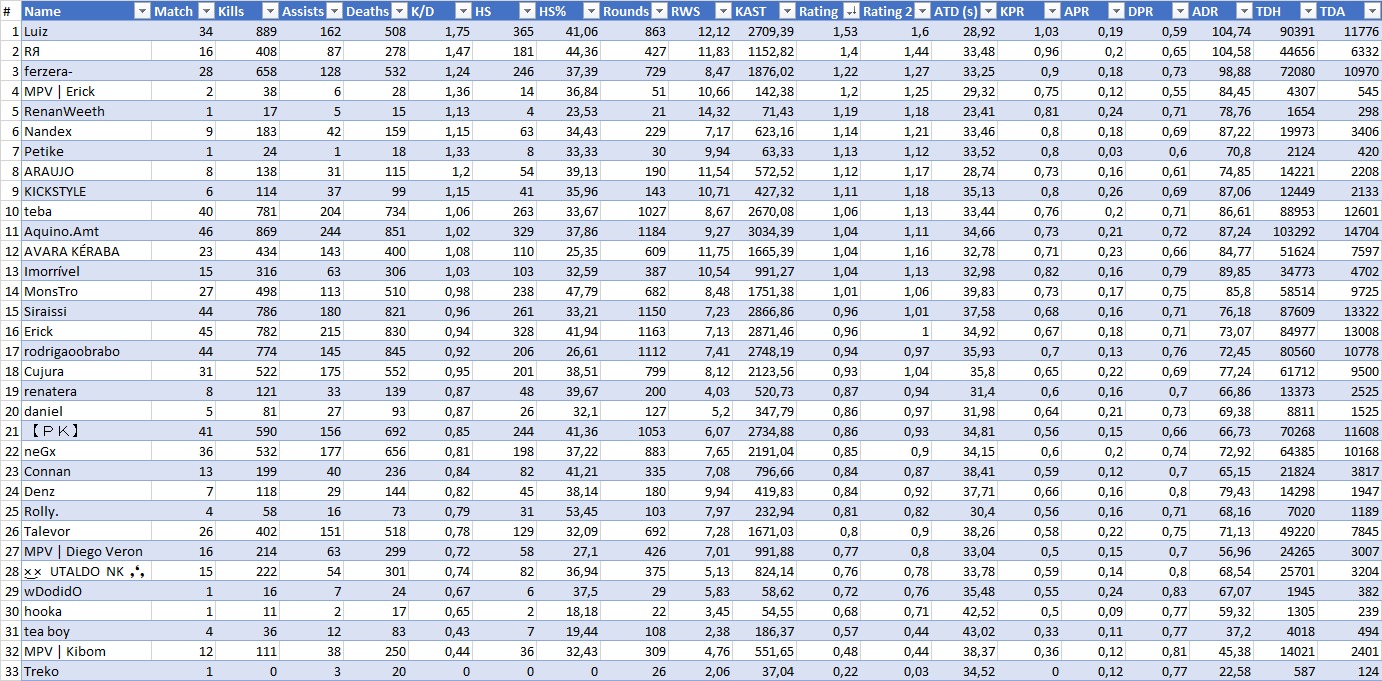 # Name Match Kills Assists Deaths K/D HS HS% Rounds RWS KAST Rating Rating 2 ATD (s) KPR APR DPR ADR TDH TDA
1 Luiz 34 889 162 508 1,75 365 41,06 863 12,12 2709,39 1,53 1,6 28,92 1,03 0,19 0,59 104,74 90391 11776
2 RЯ 16 408 87 278 1,47 181 44,36 427 11,83 1152,82 1,4 1,44 33,48 0,96 0,2 0,65 104,58 44656 6332
3 ferzera- 28 658 128 532 1,24 246 37,39 729 8,47 1876,02 1,22 1,27 33,25 0,9 0,18 0,73 98,88 72080 10970
4 MPV | Erick 2 38 6 28 1,36 14 36,84 51 10,66 142,38 1,2 1,25 29,32 0,75 0,12 0,55 84,45 4307 545
5 RenanWeeth 1 17 5 15 1,13 4 23,53 21 14,32 71,43 1,19 1,18 23,41 0,81 0,24 0,71 78,76 1654 298
6 Nandex 9 183 42 159 1,15 63 34,43 229 7,17 623,16 1,14 1,21 33,46 0,8 0,18 0,69 87,22 19973 3406
7 Petike 1 24 1 18 1,33 8 33,33 30 9,94 63,33 1,13 1,12 33,52 0,8 0,03 0,6 70,8 2124 420
8 ARAUJO 8 138 31 115 1,2 54 39,13 190 11,54 572,52 1,12 1,17 28,74 0,73 0,16 0,61 74,85 14221 2208
9 KICKSTYLE 6 114 37 99 1,15 41 35,96 143 10,71 427,32 1,11 1,18 35,13 0,8 0,26 0,69 87,06 12449 2133
10 teba 40 781 204 734 1,06 263 33,67 1027 8,67 2670,08 1,06 1,13 33,44 0,76 0,2 0,71 86,61 88953 12601
11 Aquino.Amt 46 869 244 851 1,02 329 37,86 1184 9,27 3034,39 1,04 1,11 34,66 0,73 0,21 0,72 87,24 103292 14704
12 AVARA KÉRABA 23 434 143 400 1,08 110 25,35 609 11,75 1665,39 1,04 1,16 32,78 0,71 0,23 0,66 84,77 51624 7597
13 Imorrível 15 316 63 306 1,03 103 32,59 387 10,54 991,27 1,04 1,13 32,98 0,82 0,16 0,79 89,85 34773 4702
14 MonsTro 27 498 113 510 0,98 238 47,79 682 8,48 1751,38 1,01 1,06 39,83 0,73 0,17 0,75 85,8 58514 9725
15 Siraissi 44 786 180 821 0,96 261 33,21 1150 7,23 2866,86 0,96 1,01 37,58 0,68 0,16 0,71 76,18 87609 13322
16 Erick 45 782 215 830 0,94 328 41,94 1163 7,13 2871,46 0,96 1 34,92 0,67 0,18 0,71 73,07 84977 13008
17 rodrigaoobrabo 44 774 145 845 0,92 206 26,61 1112 7,41 2748,19 0,94 0,97 35,93 0,7 0,13 0,76 72,45 80560 10778
18 Cujura 31 522 175 552 0,95 201 38,51 799 8,12 2123,56 0,93 1,04 35,8 0,65 0,22 0,69 77,24 61712 9500
19 renatera 8 121 33 139 0,87 48 39,67 200 4,03 520,73 0,87 0,94 31,4 0,6 0,16 0,7 66,86 13373 2525
20 daniel 5 81 27 93 0,87 26 32,1 127 5,2 347,79 0,86 0,97 31,98 0,64 0,21 0,73 69,38 8811 1525
21 【ＰＫ】 41 590 156 692 0,85 244 41,36 1053 6,07 2734,88 0,86 0,93 34,81 0,56 0,15 0,66 66,73 70268 11608
22 neGx 36 532 177 656 0,81 198 37,22 883 7,65 2191,04 0,85 0,9 34,15 0,6 0,2 0,74 72,92 64385 10168
23 Connan 13 199 40 236 0,84 82 41,21 335 7,08 796,66 0,84 0,87 38,41 0,59 0,12 0,7 65,15 21824 3817
24 Denz 7 118 29 144 0,82 45 38,14 180 9,94 419,83 0,84 0,92 37,71 0,66 0,16 0,8 79,43 14298 1947
25 Rolly. 4 58 16 73 0,79 31 53,45 103 7,97 232,94 0,81 0,82 30,4 0,56 0,16 0,71 68,16 7020 1189
26 Talevor 26 402 151 518 0,78 129 32,09 692 7,28 1671,03 0,8 0,9 38,26 0,58 0,22 0,75 71,13 49220 7845
27 MPV | Diego Veron 16 214 63 299 0,72 58 27,1 426 7,01 991,88 0,77 0,8 33,04 0,5 0,15 0,7 56,96 24265 3007
28 UTALDO NK 15 222 54 301 0,74 82 36,94 375 5,13 824,14 0,76 0,78 33,78 0,59 0,14 0,8 68,54 25701 3204
29 wDodidO 1 16 7 24 0,67 6 37,5 29 5,83 58,62 0,72 0,76 35,48 0,55 0,24 0,83 67,07 1945 382
30 hooka 1 11 2 17 0,65 2 18,18 22 3,45 54,55 0,68 0,71 42,52 0,5 0,09 0,77 59,32 1305 239
31 tea boy 4 36 12 83 0,43 7 19,44 108 2,38 186,37 0,57 0,44 43,02 0,33 0,11 0,77 37,2 4018 494
32 MPV | Kibom 12 111 38 250 0,44 36 32,43 309 4,76 551,65 0,48 0,44 38,37 0,36 0,12 0,81 45,38 14021 2401
33 Treko 1 0 3 20 0 0 0 26 2,06 37,04 0,22 0,03 34,52 0 0,12 0,77 22,58 587 124